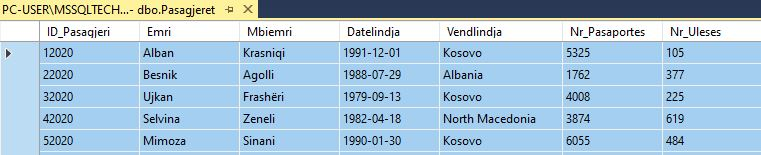 PC-USER\MSSQLTECH...- dbo.Pasagjeret
ID_Pasagjeri Emri Mbiemri Datelindja Vendlindja Nr_Pasaportes Nr_Uleses
12020 Alban Krasniqi 1991-12-01 Kosovo 5325 105
22020 Besnik Agolli 1988-07-29 Albania 1762 377
32020 Ujkan Frashëri 1979-09-13 Kosovo 4008 225
42020 Selvina Zeneli 1982-04-18 North Macedonia 3874 619
52020 Mimoza Sinani 1990-01-30 Kosovo 6055 484